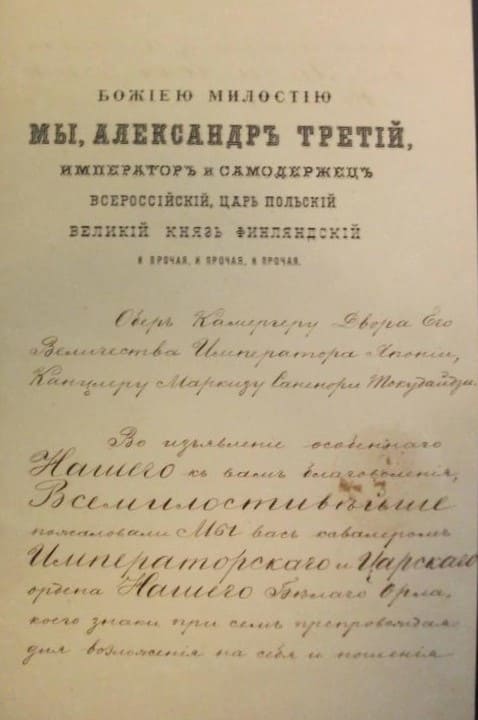 БОЖІЕЮ МИЛОСТІЮ
МЫ, АЛЕКСАНДРЪ ТРЕТІЙ,
ИМПЕРАТОРЪ и САМОДЕРЖЕЦЪ
ВСЕРОССІЙСКІЙ, ЦАРЬ ПОЛЬСКІЙ
ВЕЛИКІЙ КНЯЗЬ ФИНЛЯНДСКІЙ
И ПРОЧАЯ, И ПРОЧАЯ, И ПРОЧАЯ.
Оберъ Камергеру Двора Его
Величества Императора Японіи,
Канцлеру Маркизу Саненори Токудайдзи.
Во изъявленіе особеннаго
Нашего къ вамъ благоволенія,
Всемилостивѣйше
пожаловали МЫ васъ кавалеромъ
Императорскаго и Царскаго
ордена Нашего Бѣлаго Орла,
коего знаки при семъ препровождая
для возложенія на себя и ношенія